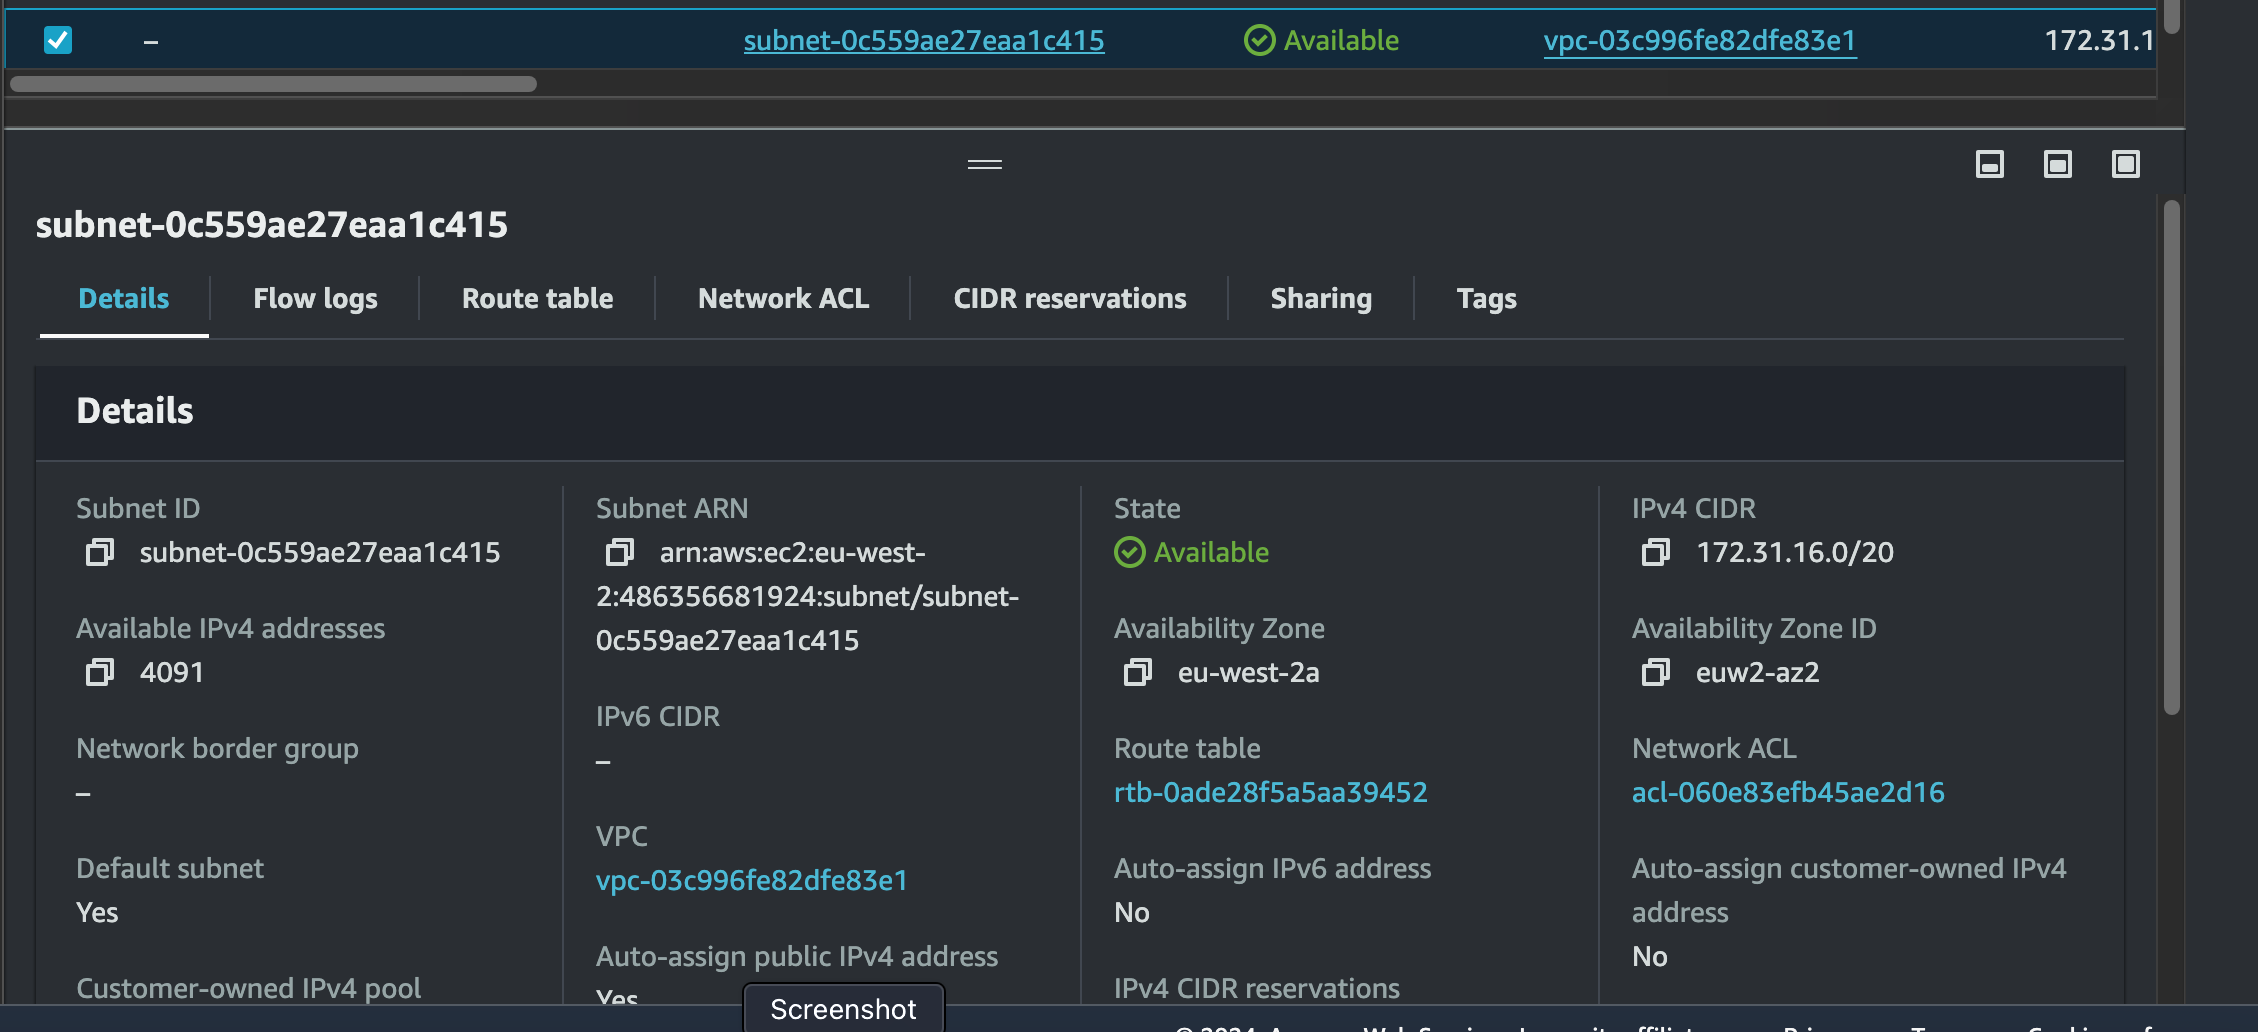 – subnet-0c559ae27eaa1c415 Available vpc-03c996fe82dfe83e1 172.31.1
subnet-0c559ae27eaa1c415
Details Flow logs Route table Network ACL CIDR reservations Sharing Tags
Details
Subnet ID
subnet-0c559ae27eaa1c415
Available IPv4 addresses
4091
Network border group
–
Default subnet
Yes
Customer-owned IPv4 pool
Subnet ARN
arn:aws:ec2:eu-west-
2:486356681924:subnet/subnet-
0c559ae27eaa1c415
IPv6 CIDR
–
VPC
vpc-03c996fe82dfe83e1
Auto-assign public IPv4 address
Yes
State
Available
Availability Zone
eu-west-2a
Route table
rtb-0ade28f5a5aa39452
Auto-assign IPv6 address
No
IPv4 CIDR reservations
IPv4 CIDR
172.31.16.0/20
Availability Zone ID
euw2-az2
Network ACL
acl-060e83efb45ae2d16
Auto-assign customer-owned IPv4
address
No
Screenshot